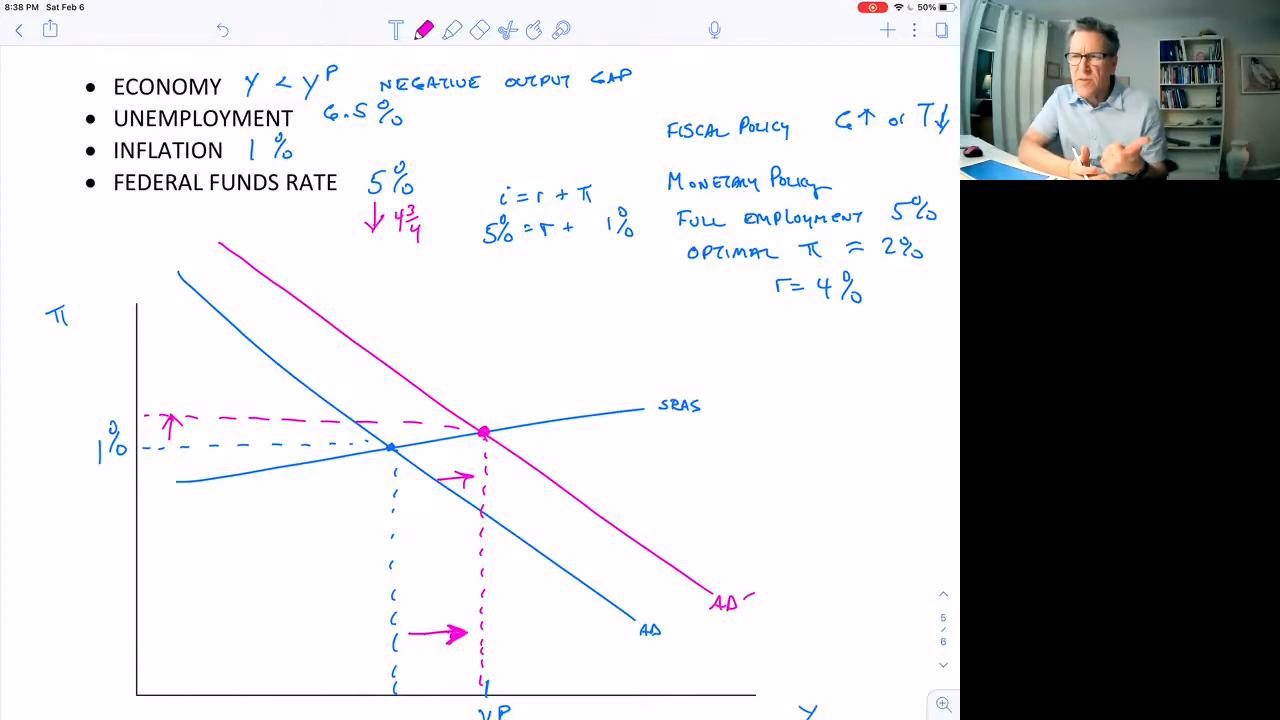 8:38 PM Sat Feb 6
50%
• ECONOMY Y < Y^P NEGATIVE OUTPUT GAP
• UNEMPLOYMENT 6.5%
FISCAL POLICY G↑ or T↓
• INFLATION 1%
• FEDERAL FUNDS RATE 5%
↓ 4 3/4
i = r + π
5% = r + 1%
MONETARY POLICY
FULL EMPLOYMENT 5%
OPTIMAL π ≈ 2%
r = 4%
π
SRAS
1%
AD'
AD
5
/
6
Y^P
Y